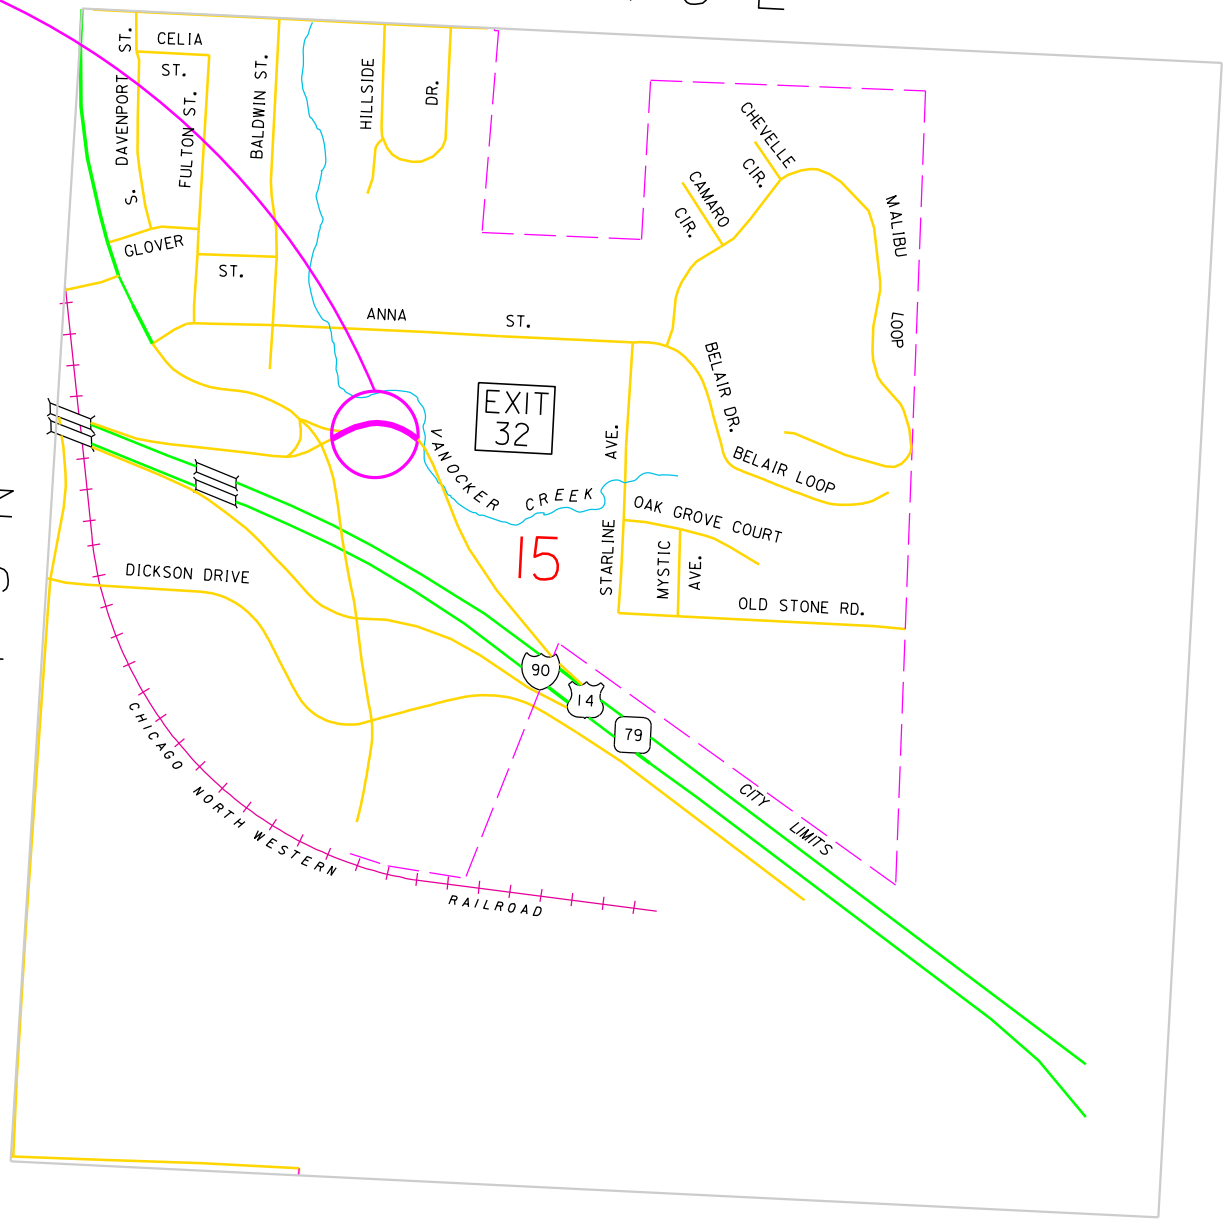 S. DAVENPORT ST.
CELIA
ST.
FULTON ST.
BALDWIN ST.
HILLSIDE
DR.
CHEVELLE
CIR.
CAMARO
CIR.
MALIBU
LOOP
GLOVER
ST.
ANNA ST.
BELAIR DR.
EXIT
32
STARLINE AVE.
VANOCKER CREEK
BELAIR LOOP
OAK GROVE COURT
MYSTIC
AVE.
15
DICKSON DRIVE
OLD STONE RD.
90
14
79
CITY LIMITS
CHICAGO NORTH WESTERN RAILROAD